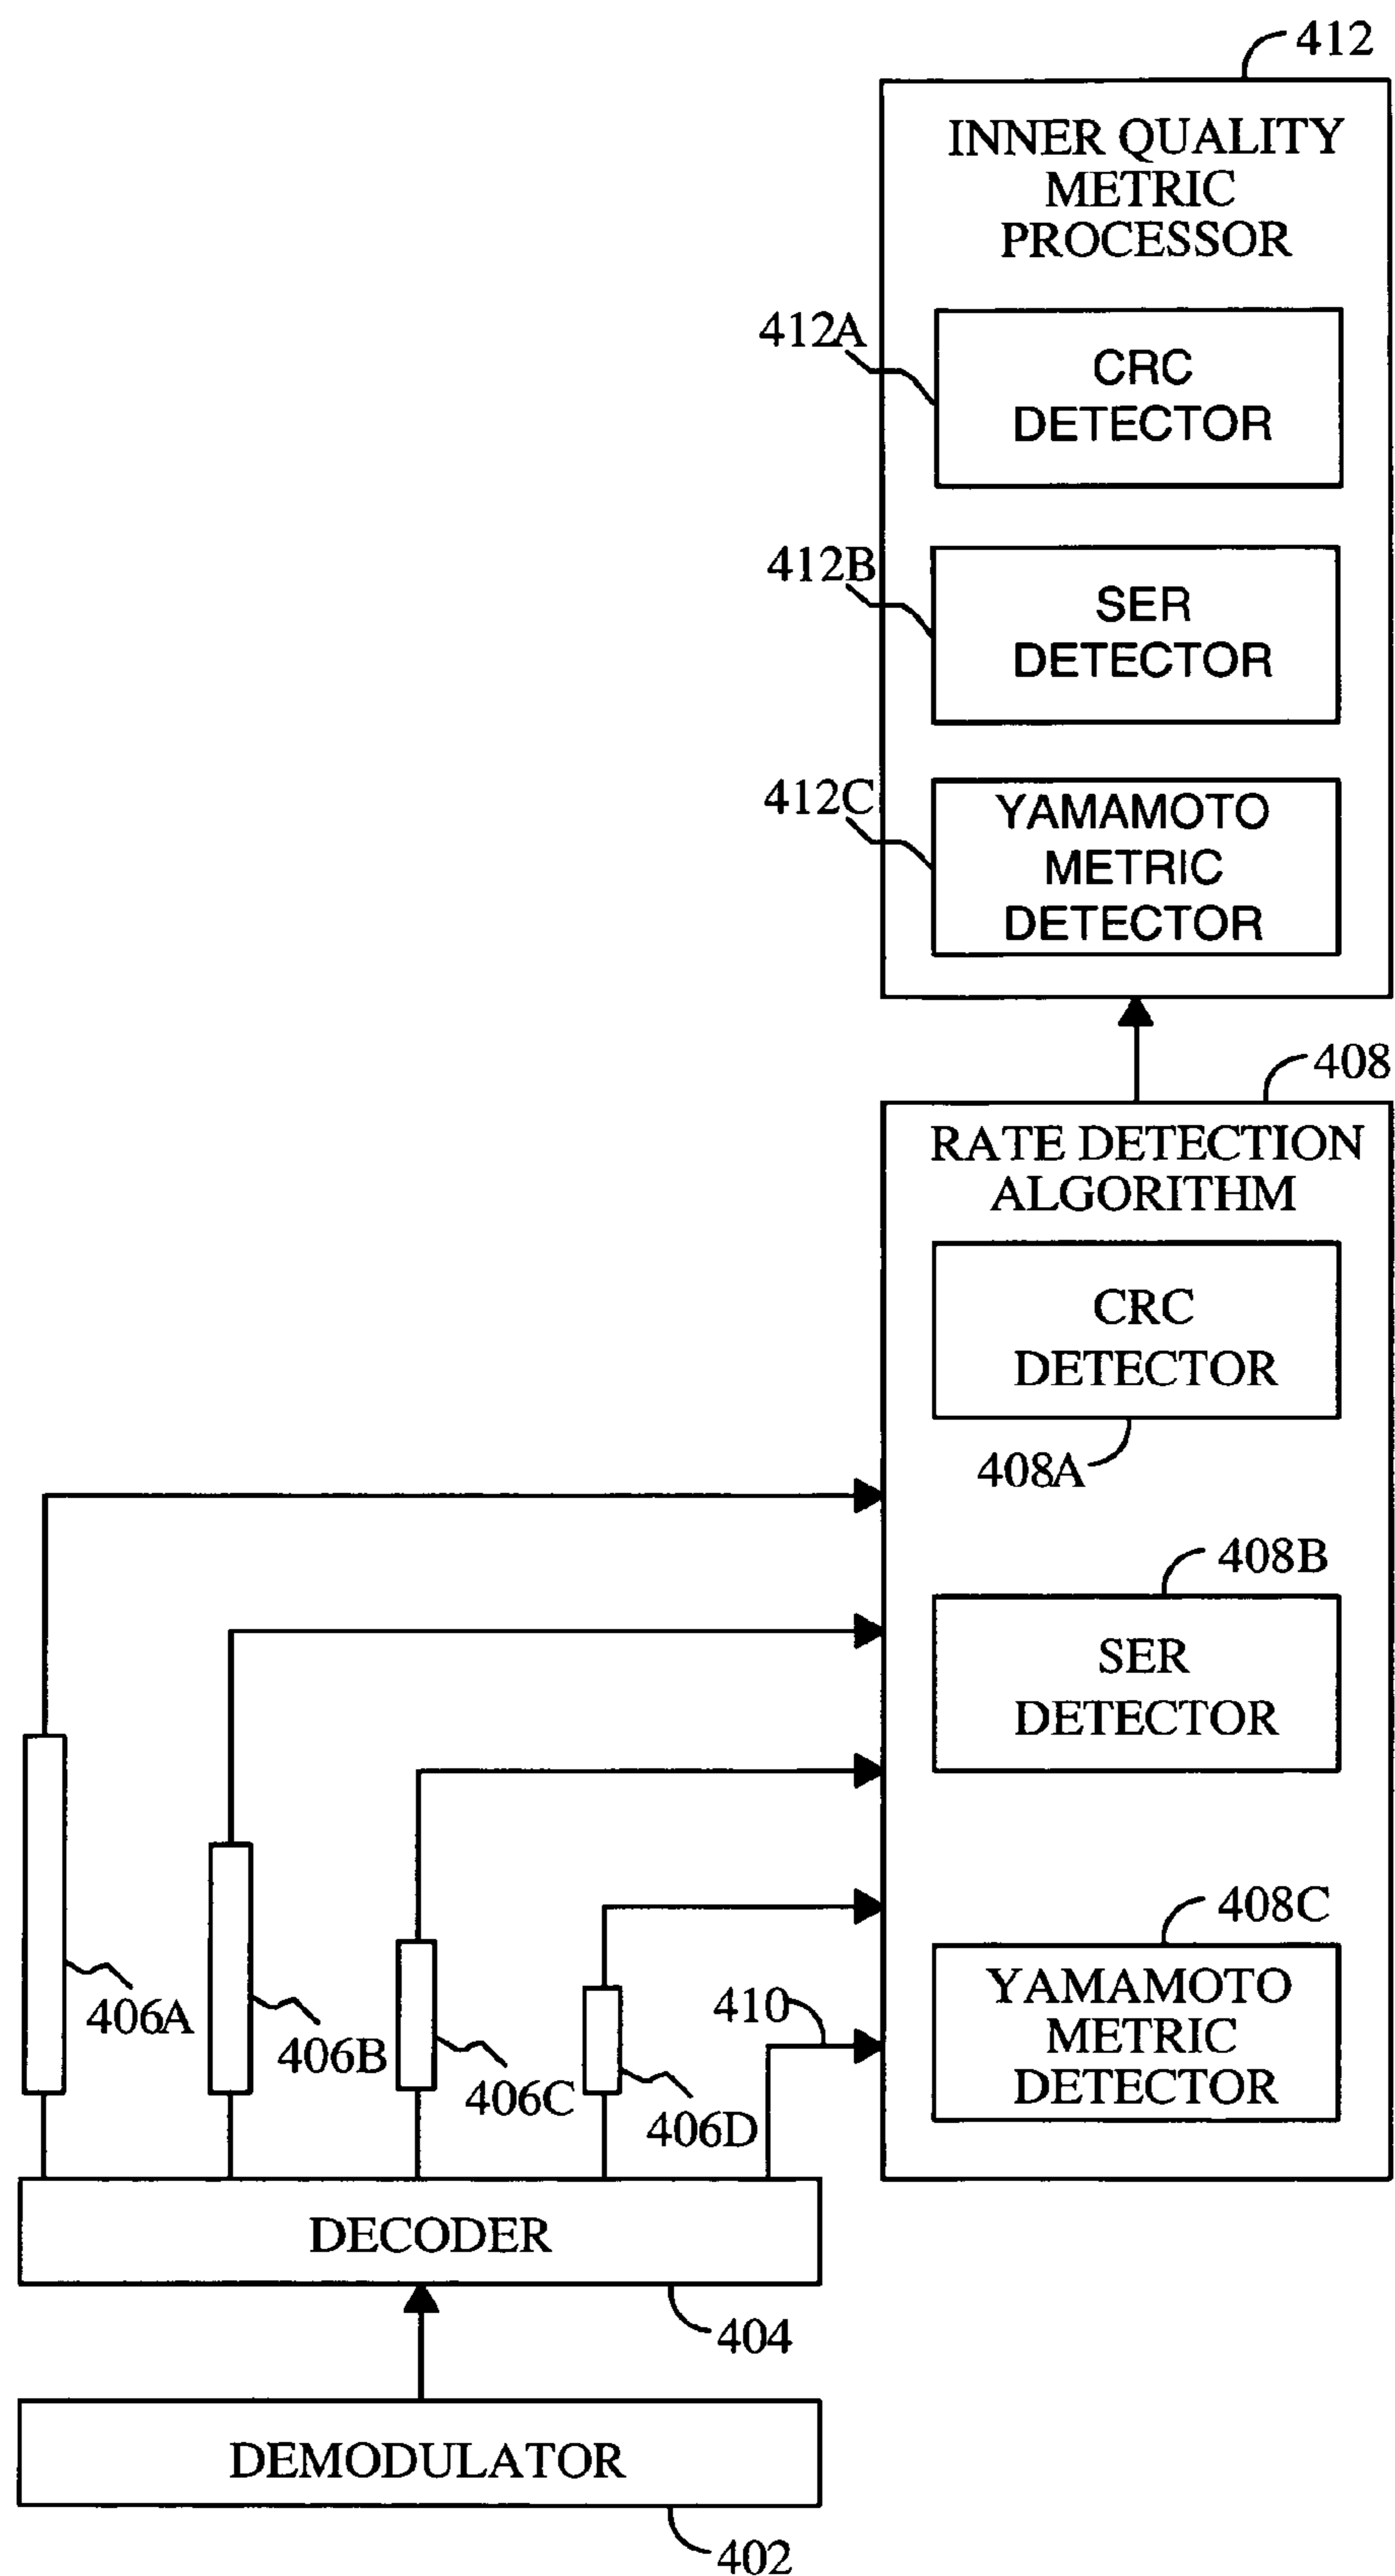 412
INNER QUALITY
METRIC
PROCESSOR
412A
CRC
DETECTOR
412B
SER
DETECTOR
412C
YAMAMOTO
METRIC
DETECTOR
408
RATE DETECTION
ALGORITHM
CRC
DETECTOR
408A
408B
SER
DETECTOR
408C
YAMAMOTO
METRIC
DETECTOR
406A
406B
406C
406D
410
DECODER
404
DEMODULATOR
402